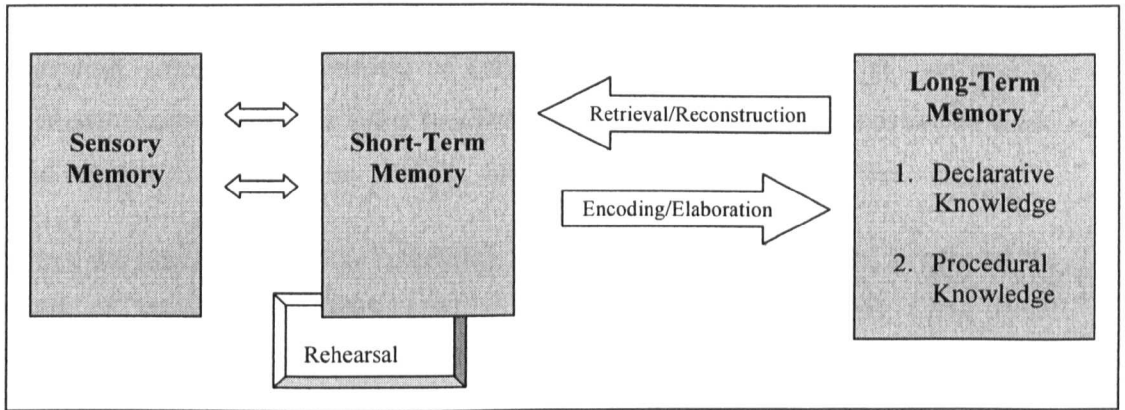 Sensory
Memory
Short-Term
Memory
Rehearsal
Retrieval/Reconstruction
Encoding/Elaboration
Long-Term
Memory
1. Declarative
Knowledge
2. Procedural
Knowledge